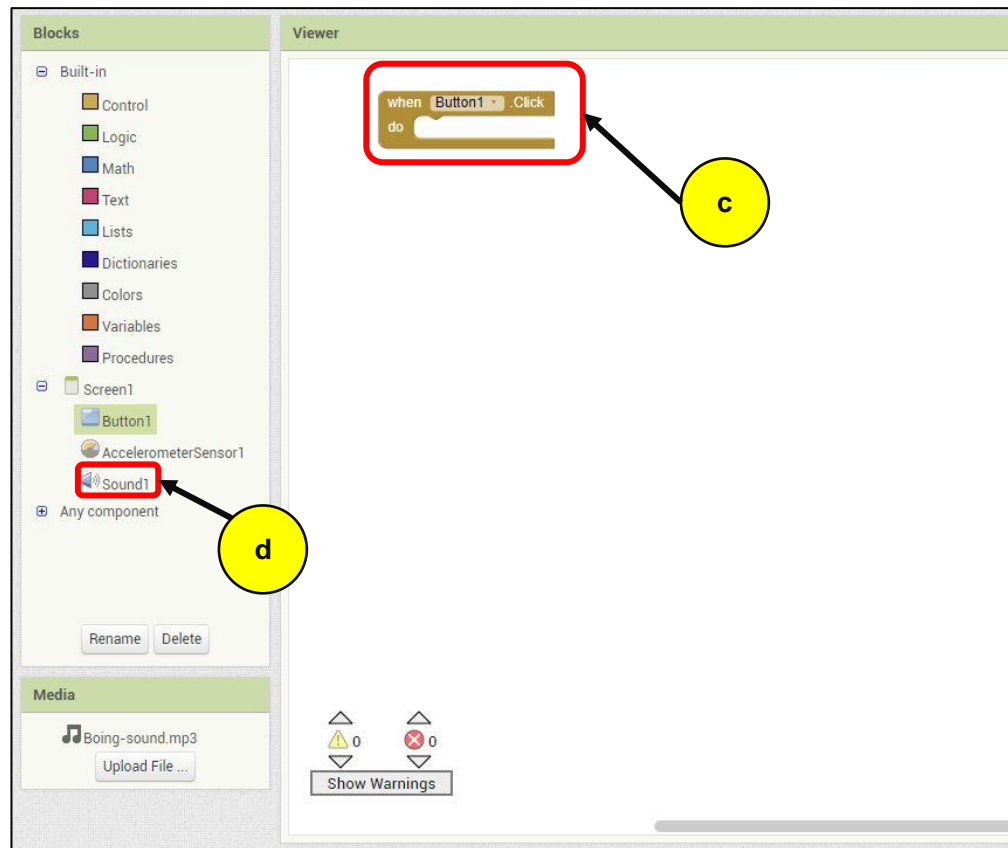 Blocks
Built-in
Control
Logic
Math
Text
Lists
Dictionaries
Colors
Variables
Procedures
Screen1
Button1
AccelerometerSensor1
Sound1
Any component
d
Rename Delete
Media
Boing-sound.mp3
Upload File ...
Viewer
when Button1 .Click
do
c
0 0
Show Warnings